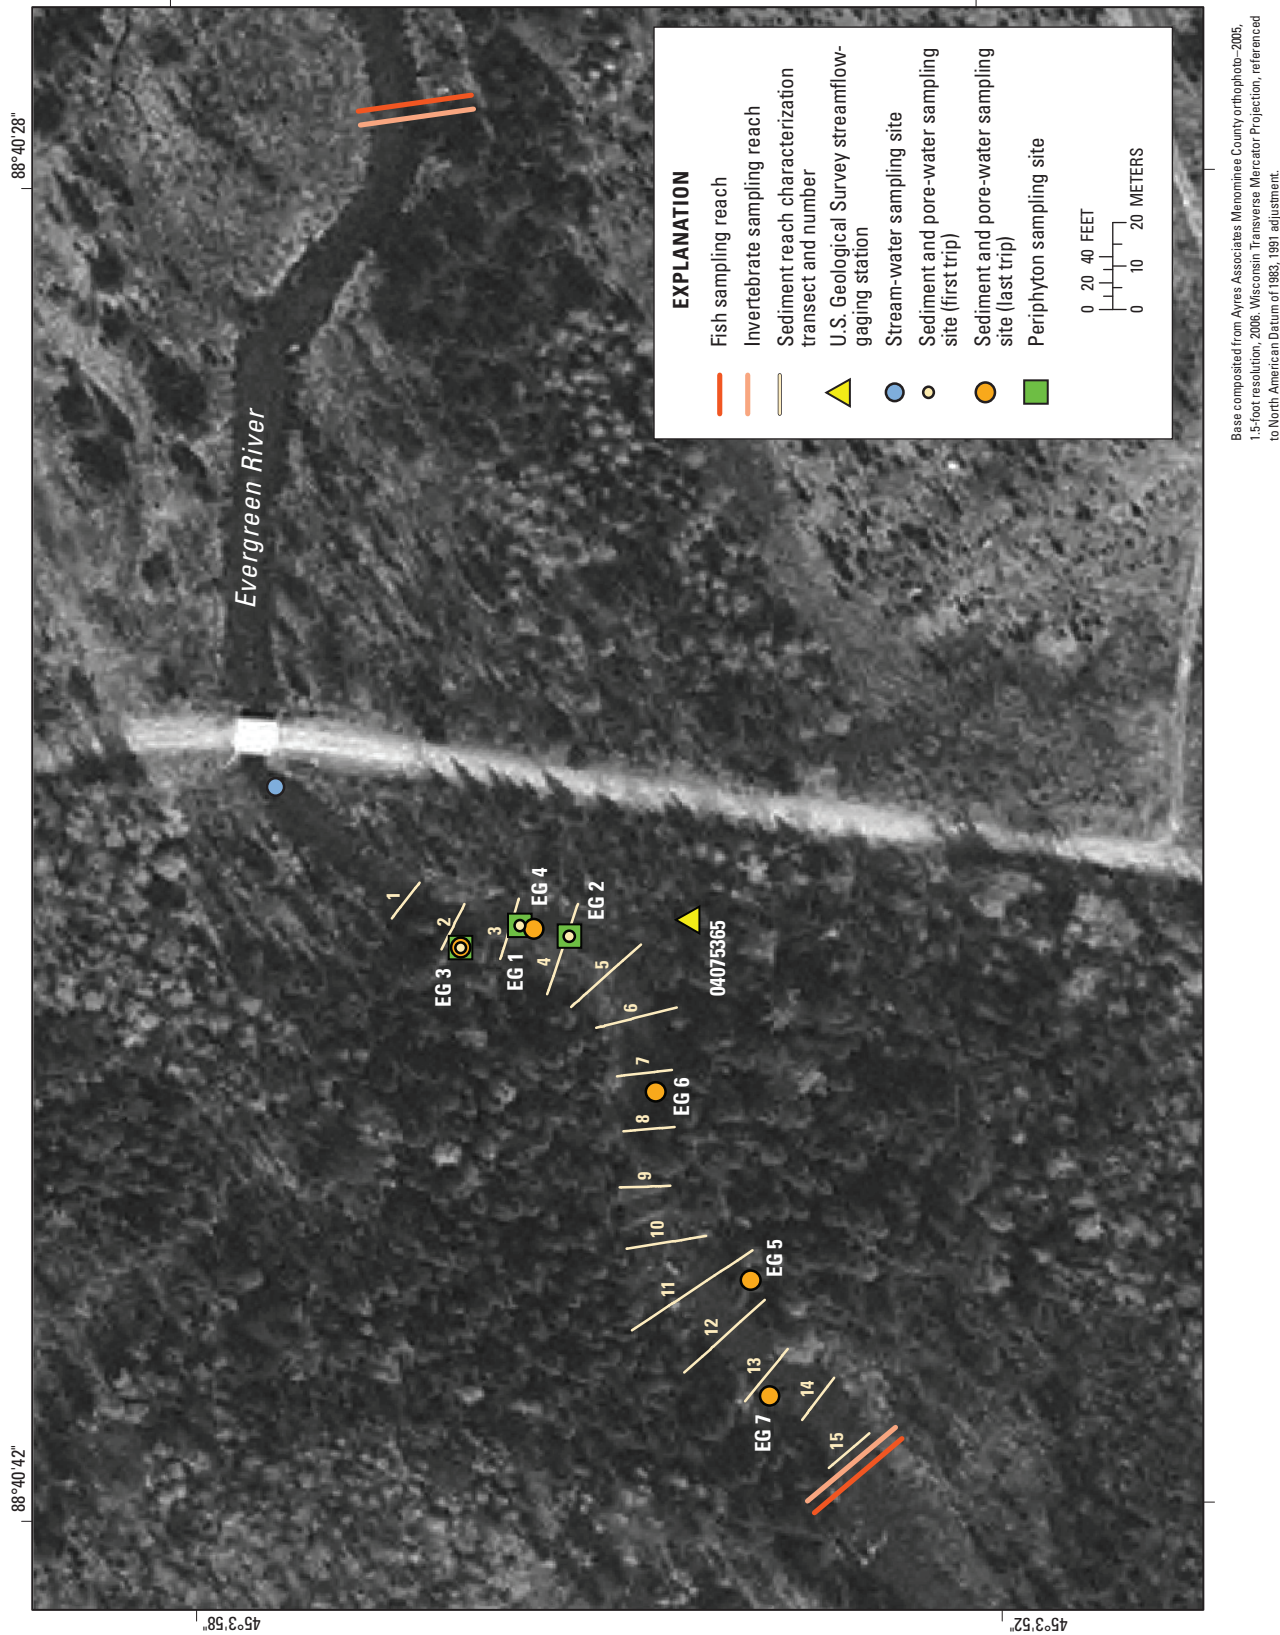 88°40'42"
88°40'28"
45°3'58"
45°3'52"
Evergreen River
1
2
3
4
5
6
7
8
9
10
11
12
13
14
15
EG 3
EG 1
EG 4
EG 2
04075365
EG 6
EG 5
EG 7
EXPLANATION
Fish sampling reach
Invertebrate sampling reach
Sediment reach characterization
transect and number
U.S. Geological Survey streamflow-
gaging station
Stream-water sampling site
Sediment and pore-water sampling
site (first trip)
Sediment and pore-water sampling
site (last trip)
Periphyton sampling site
0 20 40 FEET
0 10 20 METERS
Base composited from Ayres Associates Menominee County orthophoto–2005,
1.5-foot resolution, 2006. Wisconsin Transverse Mercator Projection, referenced
to North American Datum of 1983, 1991 adjustment.